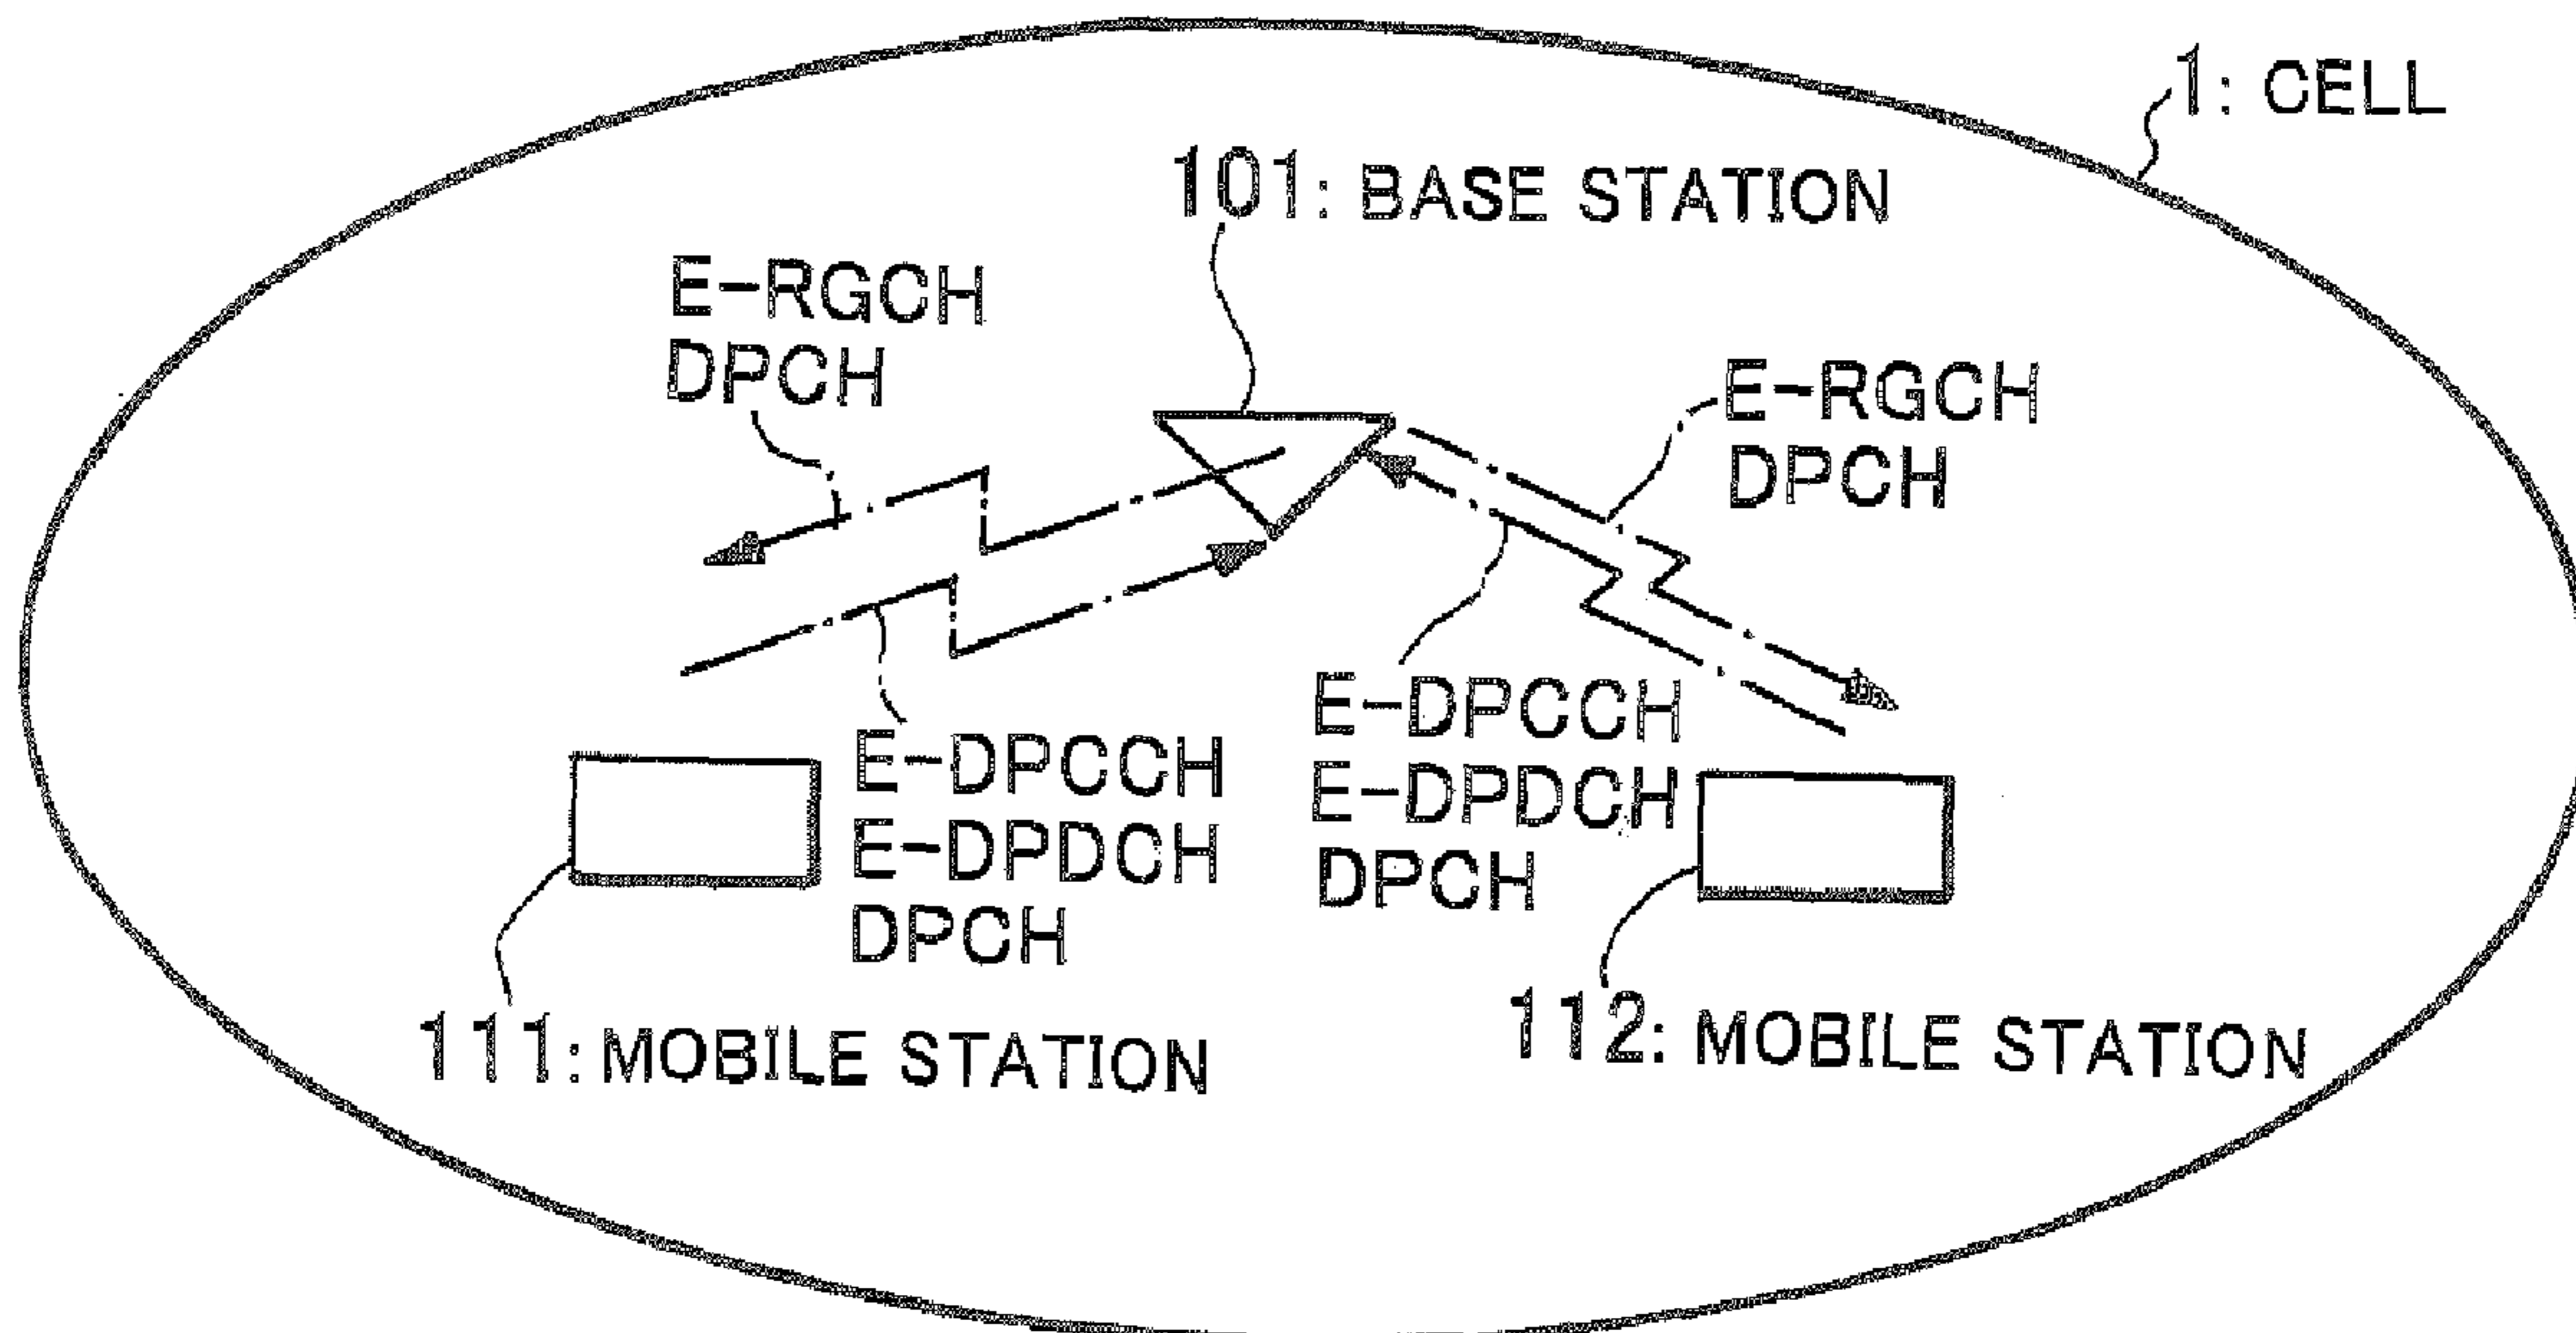 1: CELL
101: BASE STATION
E-RGCH
DPCH
E-RGCH
DPCH
E-DPCCH
E-DPDCH
DPCH
E-DPCCH
E-DPDCH
DPCH
111: MOBILE STATION
112: MOBILE STATION